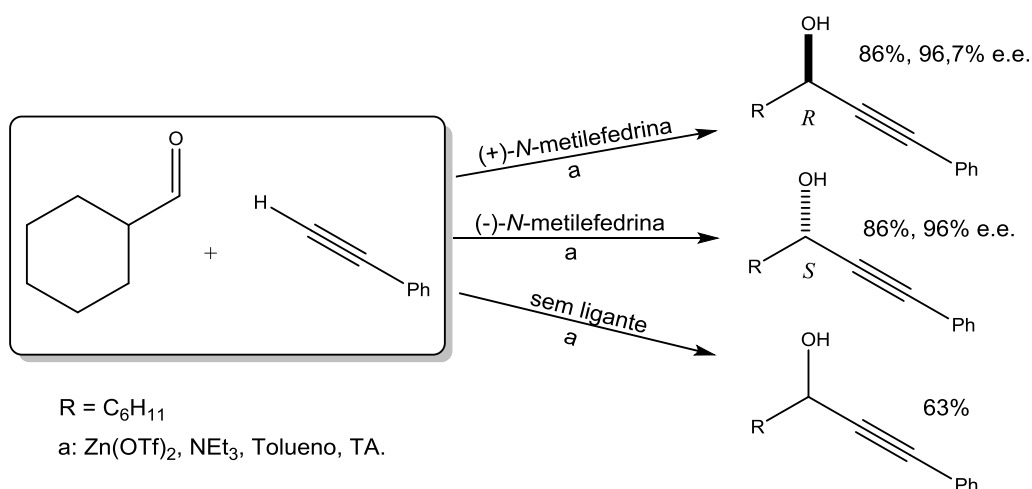 OH
86%, 96,7% e.e.
R
R
Ph
(+)-N-metilefedrina
a
O
H
+
Ph
(-)-N-metilefedrina
a
OH
86%, 96% e.e.
R
S
Ph
sem ligante
a
OH
63%
R
Ph
R = C6H11
a: Zn(OTf)2, NEt3, Tolueno, TA.